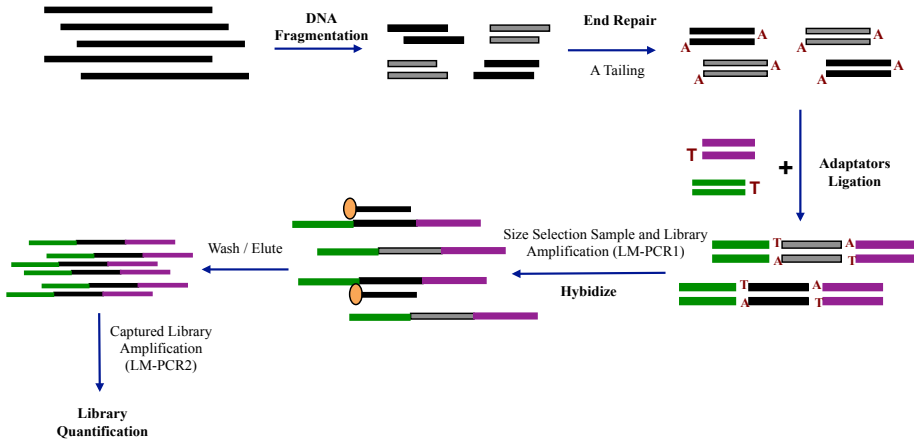 DNA
Fragmentation
End Repair
A Tailing
A
A
A
A
A
A
A
A
T
T
+
Adaptators
Ligation
Size Selection Sample and Library
Amplification (LM-PCR1)
Hybidize
T
A
A
T
T
A
A
T
Wash / Elute
Captured Library
Amplification
(LM-PCR2)
Library
Quantification